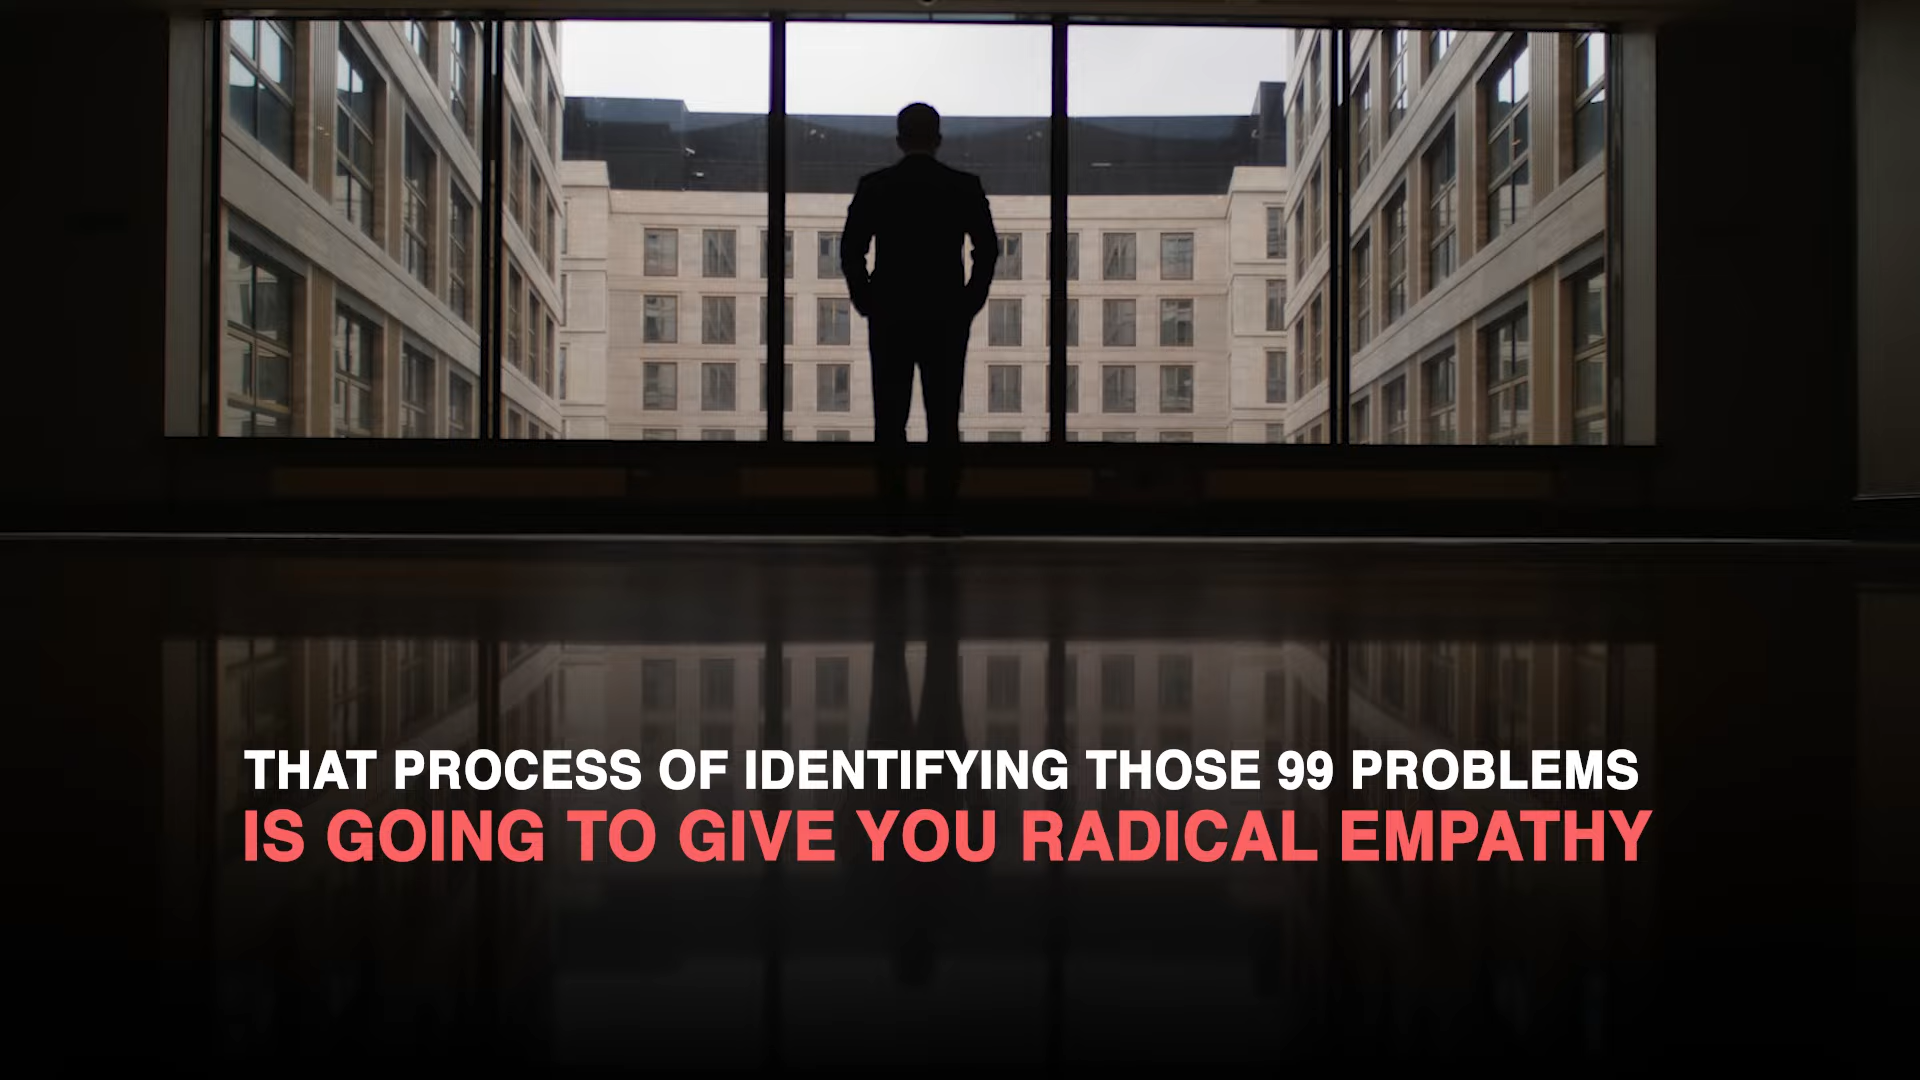 THAT PROCESS OF IDENTIFYING THOSE 99 PROBLEMS
IS GOING TO GIVE YOU RADICAL EMPATHY